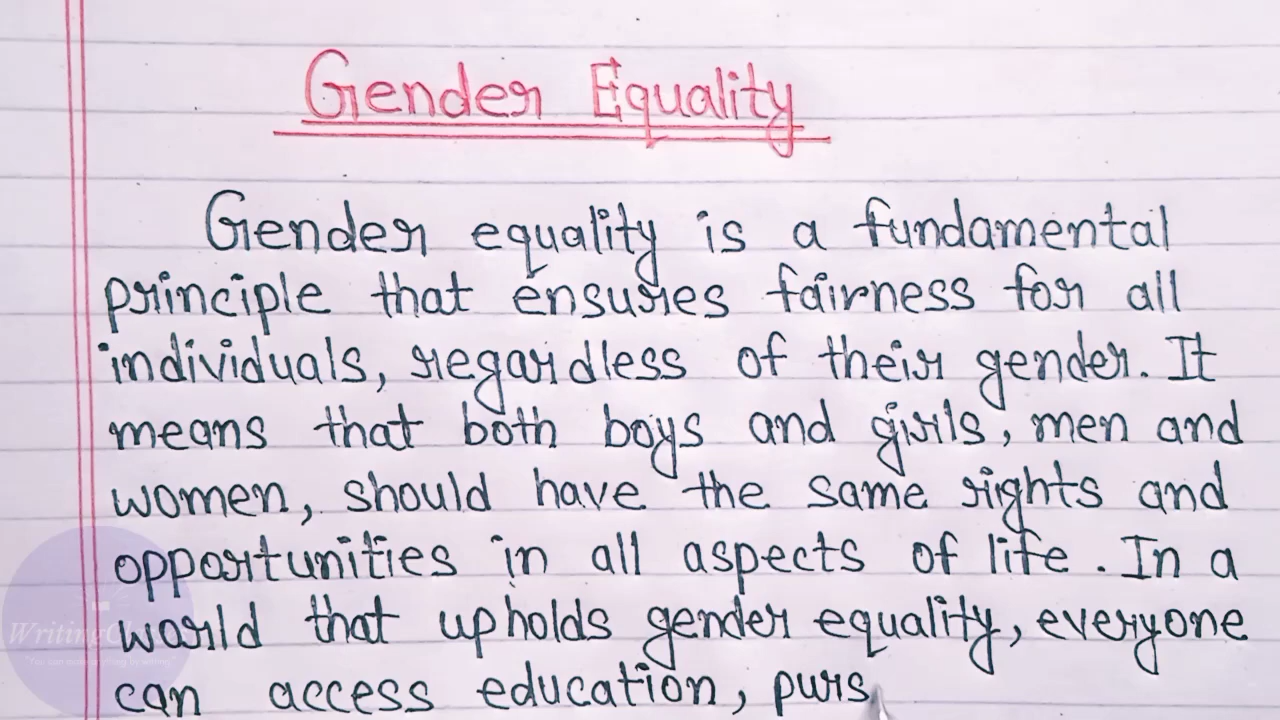 Gender Equality
Gender equality is a fundamental
principle that ensures fairness for all
individuals, regardless of their gender. It
means that both boys and girls, men and
women, should have the same rights and
opportunities in all aspects of life. In a
world that upholds gender equality, everyone
can access education, purs